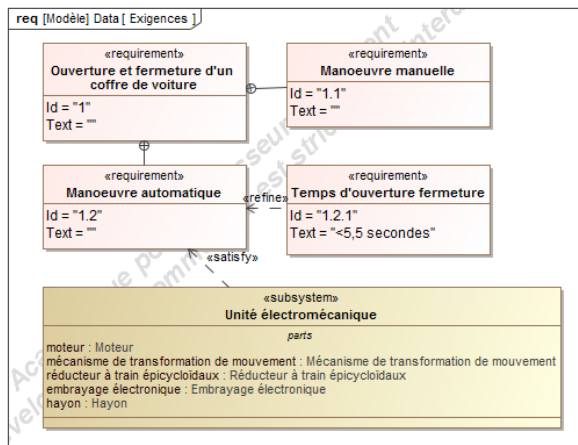 req [Modèle] Data [ Exigences ]
«requirement»
Ouverture et fermeture d'un
coffre de voiture
Id = "1"
Text = ""
«requirement»
Manoeuvre manuelle
Id = "1.1"
Text = ""
«requirement»
Manoeuvre automatique
Id = "1.2"
Text = ""
«refine»
«requirement»
Temps d'ouverture fermeture
Id = "1.2.1"
Text = "<5,5 secondes"
«satisfy»
«subsystem»
Unité électromécanique
parts
moteur : Moteur
mécanisme de transformation de mouvement : Mécanisme de transformation de mouvement
réducteur à train épicycloïdaux : Réducteur à train épicycloïdaux
embrayage électronique : Embrayage électronique
hayon : Hayon